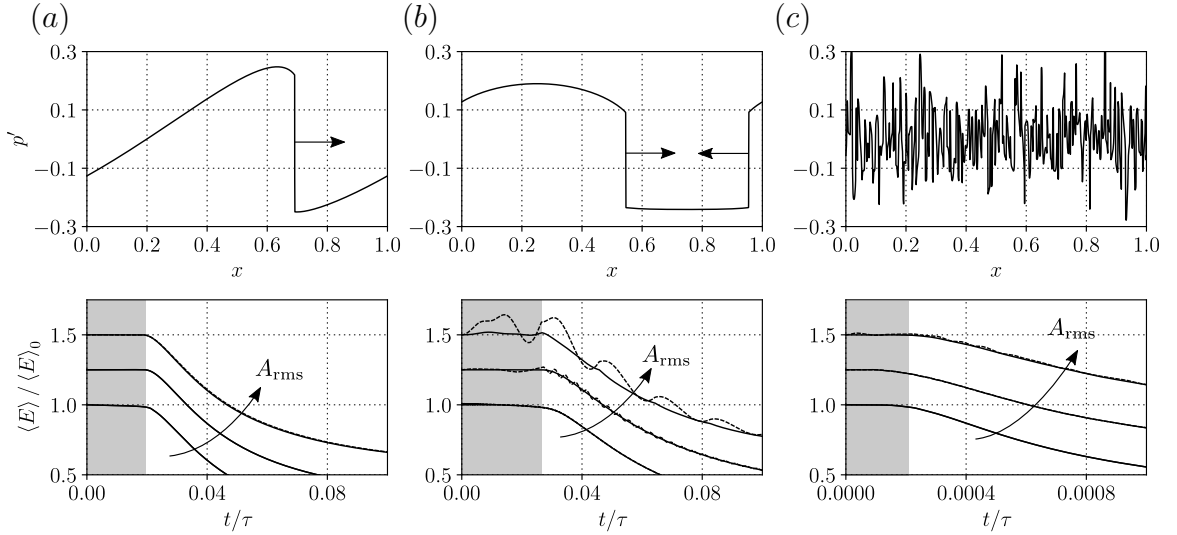 (a) (b) (c)
0.3 0.3 0.3
p′
0.1 0.1 0.1
−0.1 −0.1 −0.1
−0.3 −0.3 −0.3
0.0 0.2 0.4 0.6 0.8 1.0 0.0 0.2 0.4 0.6 0.8 1.0 0.0 0.2 0.4 0.6 0.8 1.0
x x x
⟨E⟩ / ⟨E⟩₀
1.5 1.5 1.5
A_rms A_rms A_rms
1.0 1.0 1.0
0.5 0.5 0.5
0.00 0.04 0.08 0.00 0.04 0.08 0.0000 0.0004 0.0008
t/τ t/τ t/τ